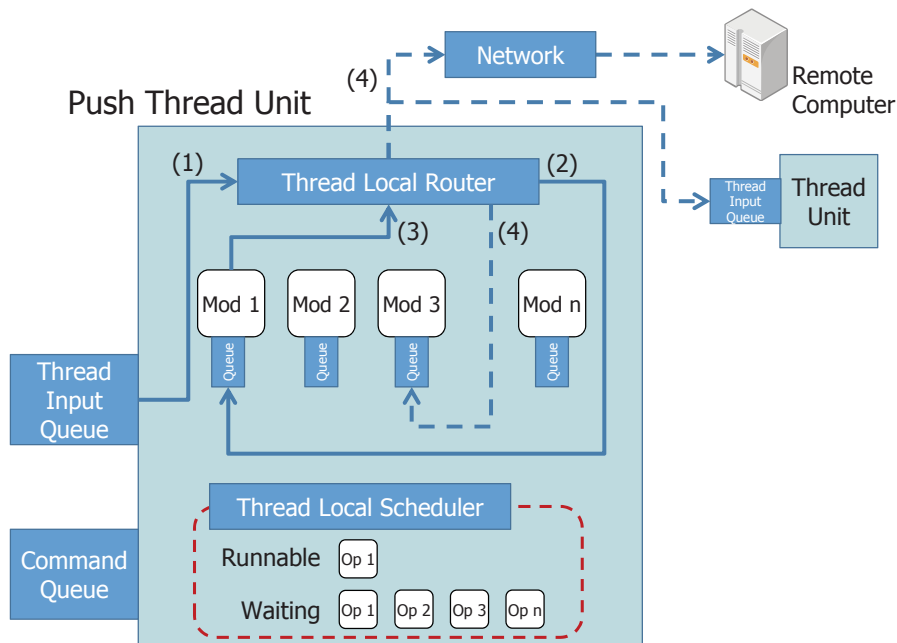 Network
(4)
Remote
Computer
Push Thread Unit
(1)
Thread Local Router
(2)
Thread
Input
Queue
Thread
Unit
(3)
(4)
Mod 1
Mod 2
Mod 3
Mod n
Queue
Queue
Queue
Queue
Thread
Input
Queue
Thread Local Scheduler
Command
Queue
Runnable
Op 1
Waiting
Op 1
Op 2
Op 3
Op n